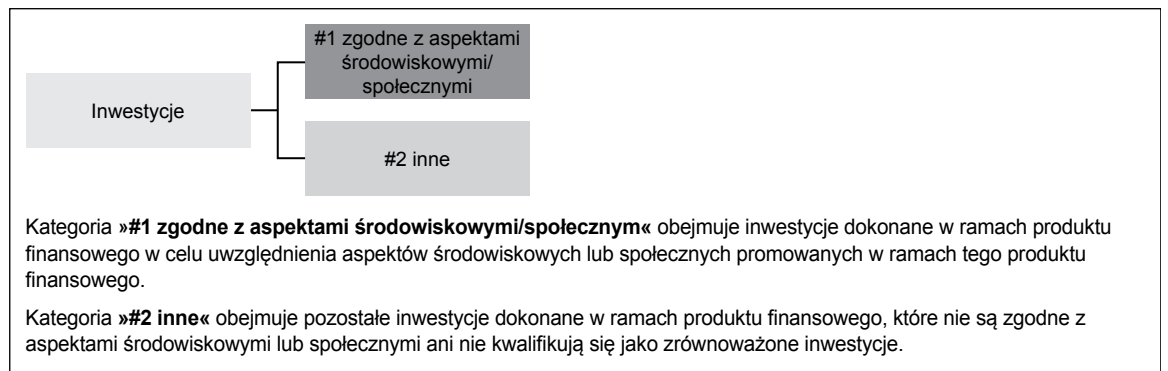 #1 zgodne z aspektami
środowiskowymi/
społecznymi
Inwestycje
#2 inne
Kategoria »#1 zgodne z aspektami środowiskowymi/społecznym« obejmuje inwestycje dokonane w ramach produktu
finansowego w celu uwzględnienia aspektów środowiskowych lub społecznych promowanych w ramach tego produktu
finansowego.
Kategoria »#2 inne« obejmuje pozostałe inwestycje dokonane w ramach produktu finansowego, które nie są zgodne z
aspektami środowiskowymi lub społecznymi ani nie kwalifikują się jako zrównoważone inwestycje.